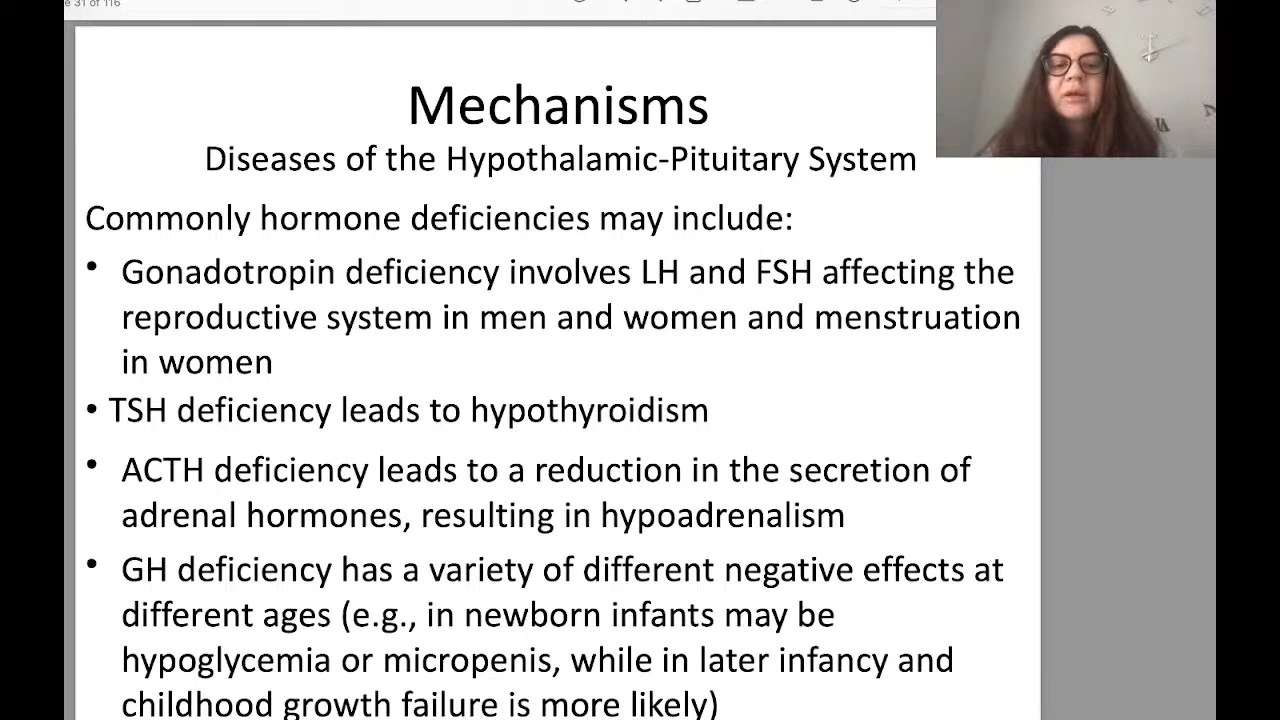 e 31 of 116
Mechanisms
Diseases of the Hypothalamic-Pituitary System
Commonly hormone deficiencies may include:
• Gonadotropin deficiency involves LH and FSH affecting the
reproductive system in men and women and menstruation
in women
• TSH deficiency leads to hypothyroidism
• ACTH deficiency leads to a reduction in the secretion of
adrenal hormones, resulting in hypoadrenalism
• GH deficiency has a variety of different negative effects at
different ages (e.g., in newborn infants may be
hypoglycemia or micropenis, while in later infancy and
childhood growth failure is more likely)